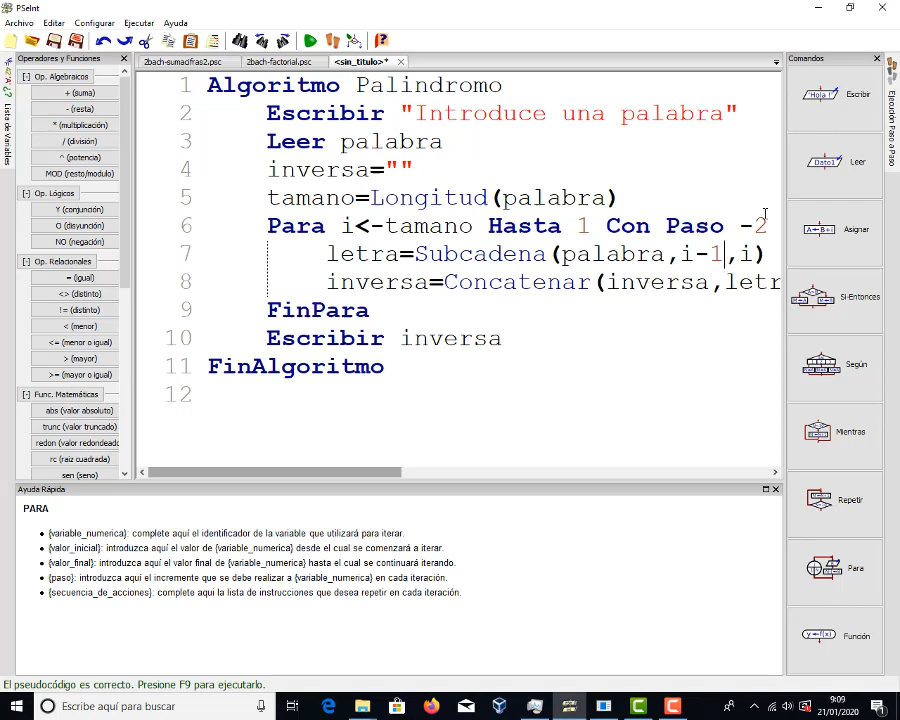 PSeInt
Archivo Editar Configurar Ejecutar Ayuda
Operadores y Funciones
2bach-sumacifras2.psc 2bach-factorial.psc <sin_titulo>*
Comandos
Lista de Variables
Ejecución Paso a Paso
[-] Op. Algebraicos
+ (suma)
- (resta)
* (multiplicación)
/ (división)
^ (potencia)
MOD (resto/modulo)
[-] Op. Lógicos
Y (conjunción)
O (disyunción)
NO (negación)
[-] Op. Relacionales
= (igual)
<> (distinto)
!= (distinto)
< (menor)
<= (menor o igual)
> (mayor)
>= (mayor o igual)
[-] Func. Matemáticas
abs (valor absoluto)
trunc (valor truncado)
redon (valor redondeado
rc (raiz cuadrada)
sen (seno)
1 Algoritmo Palindromo
2 Escribir "Introduce una palabra"
3 Leer palabra
4 inversa=""
5 tamano=Longitud(palabra)
6 Para i<-tamano Hasta 1 Con Paso -2
7 letra=Subcadena(palabra,i-1,i)
8 inversa=Concatenar(inversa,letr
9 FinPara
10 Escribir inversa
11 FinAlgoritmo
12
'Hola !' Escribir
Dato1 Leer
A←B+1 Asignar
Si-Entonces
Según
Mientras
Repetir
Para
y←f(x) Función
Ayuda Rápida
PARA
• {variable_numerica}: complete aquí el identificador de la variable que utilizará para iterar.
• {valor_inicial}: introduzca aquí el valor de {variable_numerica} desde el cual se comenzará a iterar.
• {valor_final}: introduzca aquí el valor final de {variable_numerica} hasta el cual se continuará iterando.
• {paso}: introduzca aquí el incremento que se debe realizar a {variable_numerica} en cada iteración.
• {secuencia_de_acciones}: complete aqui la lista de instrucciones que desea repetir en cada iteración.
El pseudocódigo es correcto. Presione F9 para ejecutarlo.
Escribe aquí para buscar
9:09
21/01/2020